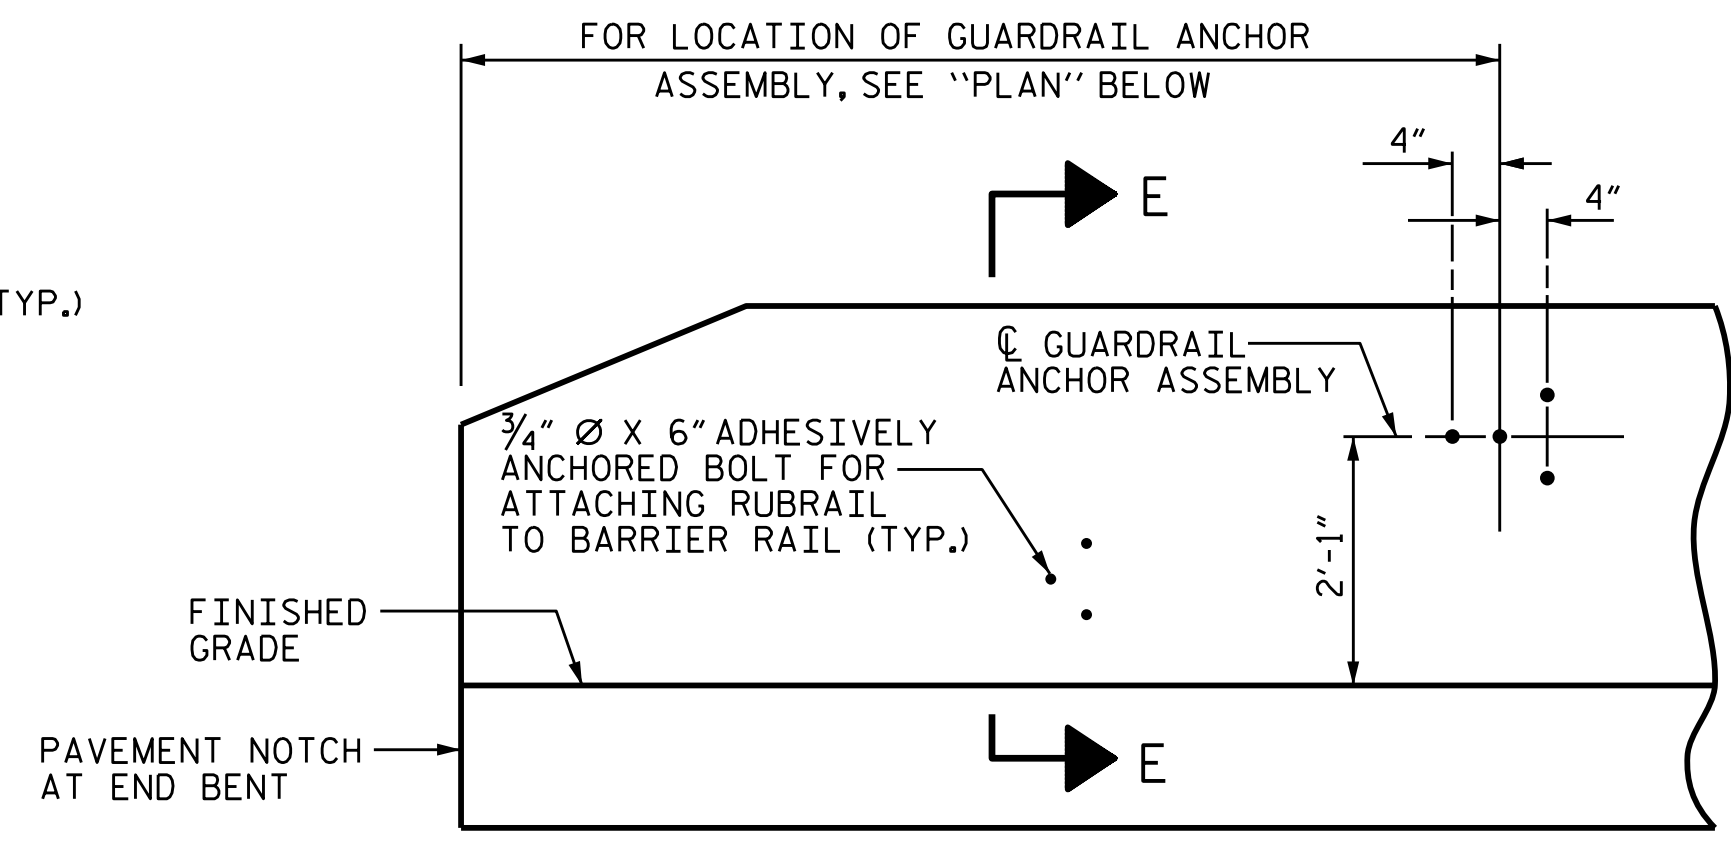 FOR LOCATION OF GUARDRAIL ANCHOR
ASSEMBLY, SEE "PLAN" BELOW
4"
E
4"
TYP.)
℄ GUARDRAIL
ANCHOR ASSEMBLY
3/4" Ø X 6" ADHESIVELY
ANCHORED BOLT FOR
ATTACHING RUBRAIL
TO BARRIER RAIL (TYP.)
2'-1"
FINISHED
GRADE
PAVEMENT NOTCH
AT END BENT
E